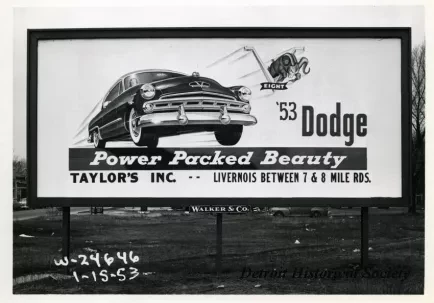 EIGHT
'53 Dodge
Power Packed Beauty
TAYLOR'S INC. -- LIVERNOIS BETWEEN 7 & 8 MILE RDS.
WALKER & CO.
W-24646
1-15-53
Detroit Historical Society